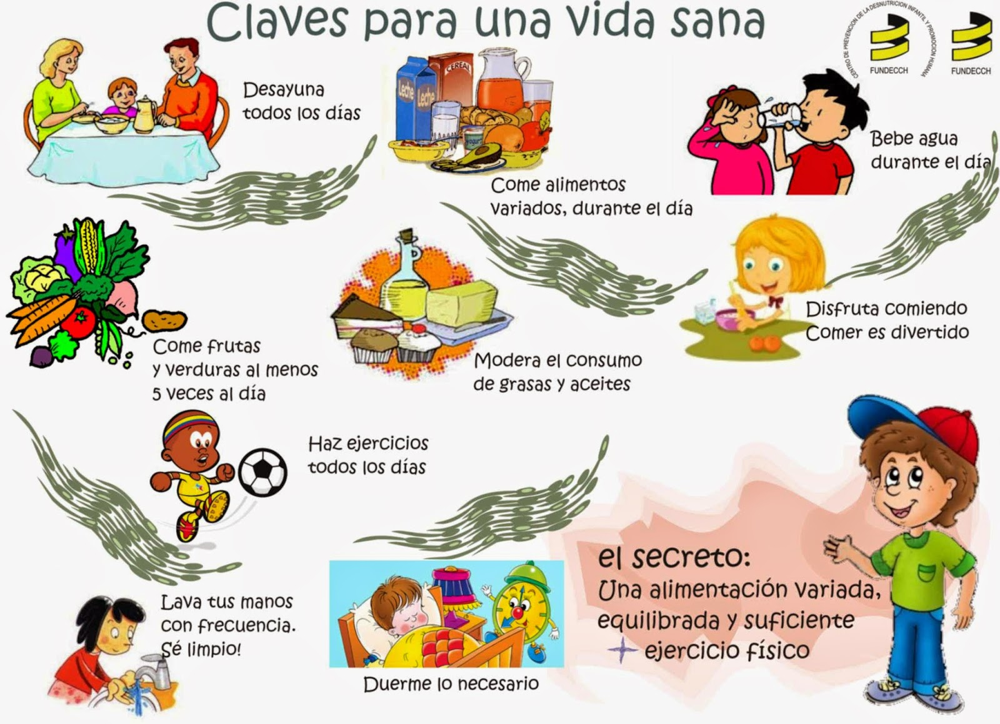 Claves para una vida sana
CENTRO DE PREVENCION DE LA DESNUTRICION INFANTIL Y PROMOCION HUMANA
FUNDECCH
FUNDECCH
Desayuna
todos los días
Leche
Leche
CEREAL
yogurt
Come alimentos
variados, durante el día
Bebe agua
durante el día
Come frutas
y verduras al menos
5 veces al día
Modera el consumo
de grasas y aceites
Disfruta comiendo
Comer es divertido
Haz ejercicios
todos los días
Lava tus manos
con frecuencia.
Sé limpio!
Duerme lo necesario
el secreto:
Una alimentación variada,
equilibrada y suficiente
+ ejercicio físico